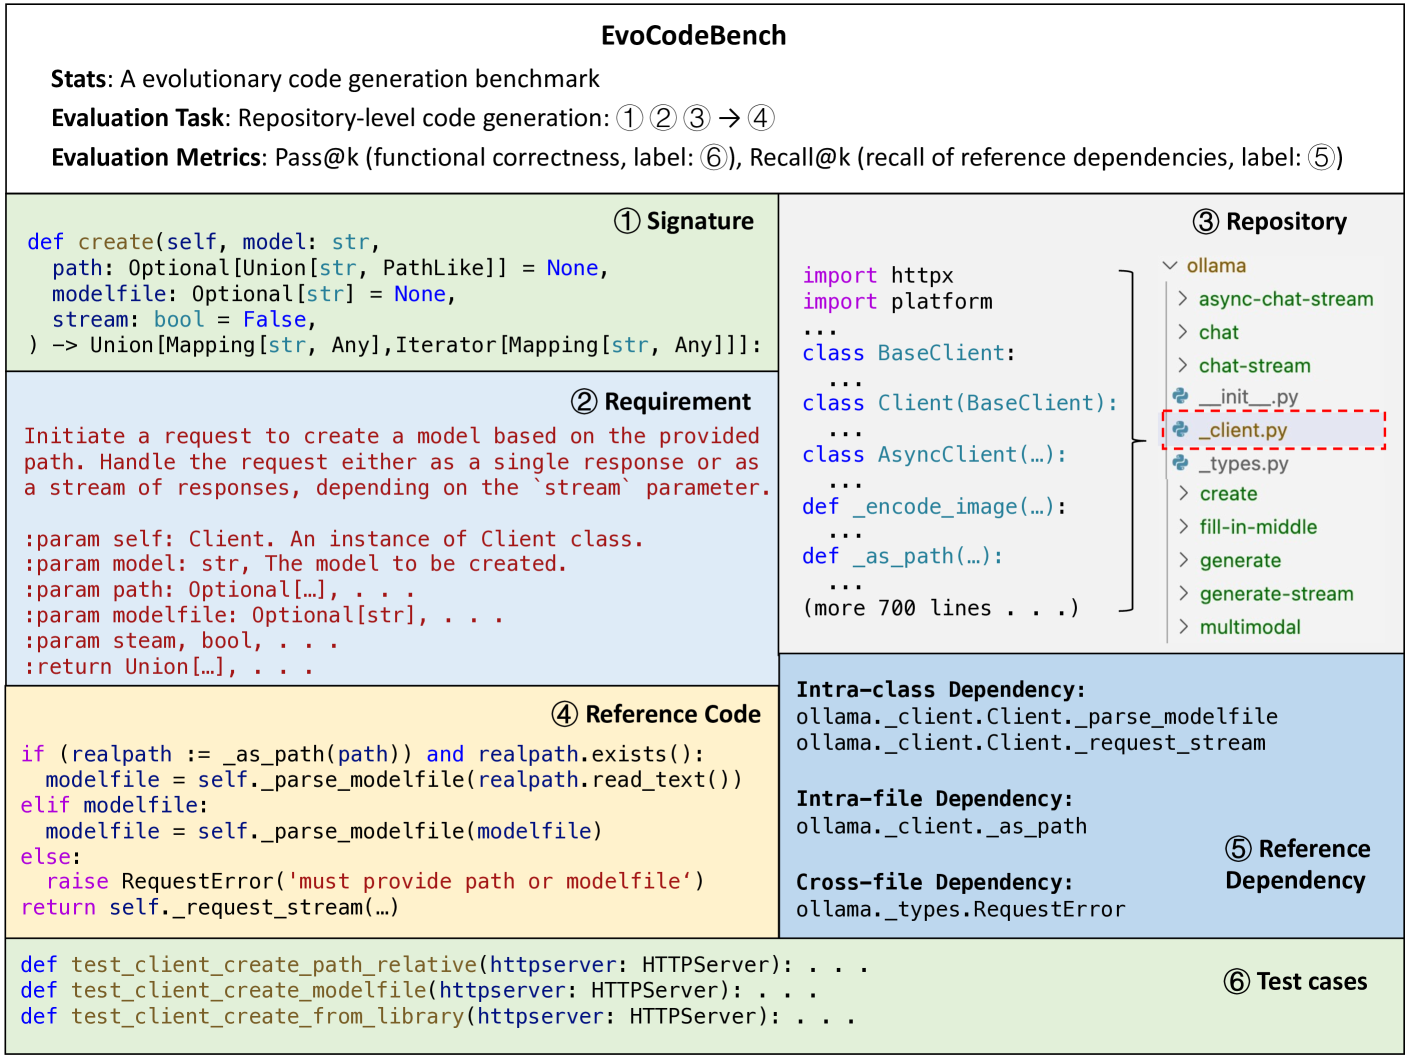 EvoCodeBench
Stats: A evolutionary code generation benchmark
Evaluation Task: Repository-level code generation: ① ② ③ → ④
Evaluation Metrics: Pass@k (functional correctness, label: ⑥), Recall@k (recall of reference dependencies, label: ⑤)
① Signature
def create(self, model: str,
  path: Optional[Union[str, PathLike]] = None,
  modelfile: Optional[str] = None,
  stream: bool = False,
) -> Union[Mapping[str, Any],Iterator[Mapping[str, Any]]]:
② Requirement
Initiate a request to create a model based on the provided
path. Handle the request either as a single response or as
a stream of responses, depending on the `stream` parameter.
:param self: Client. An instance of Client class.
:param model: str, The model to be created.
:param path: Optional[…], . . .
:param modelfile: Optional[str], . . .
:param steam, bool, . . .
:return Union[…], . . .
③ Repository
import httpx
import platform
...
class BaseClient:
  ...
class Client(BaseClient):
  ...
class AsyncClient(…):
  ...
def _encode_image(…):
  ...
def _as_path(…):
  ...
(more 700 lines . . .)
ollama
async-chat-stream
chat
chat-stream
__init__.py
_client.py
_types.py
create
fill-in-middle
generate
generate-stream
multimodal
④ Reference Code
if (realpath := _as_path(path)) and realpath.exists():
  modelfile = self._parse_modelfile(realpath.read_text())
elif modelfile:
  modelfile = self._parse_modelfile(modelfile)
else:
  raise RequestError('must provide path or modelfile‘)
return self._request_stream(…)
Intra-class Dependency:
ollama._client.Client._parse_modelfile
ollama._client.Client._request_stream
Intra-file Dependency:
ollama._client._as_path
Cross-file Dependency:
ollama._types.RequestError
⑤ Reference
Dependency
def test_client_create_path_relative(httpserver: HTTPServer): . . .
def test_client_create_modelfile(httpserver: HTTPServer): . . .
def test_client_create_from_library(httpserver: HTTPServer): . . .
⑥ Test cases